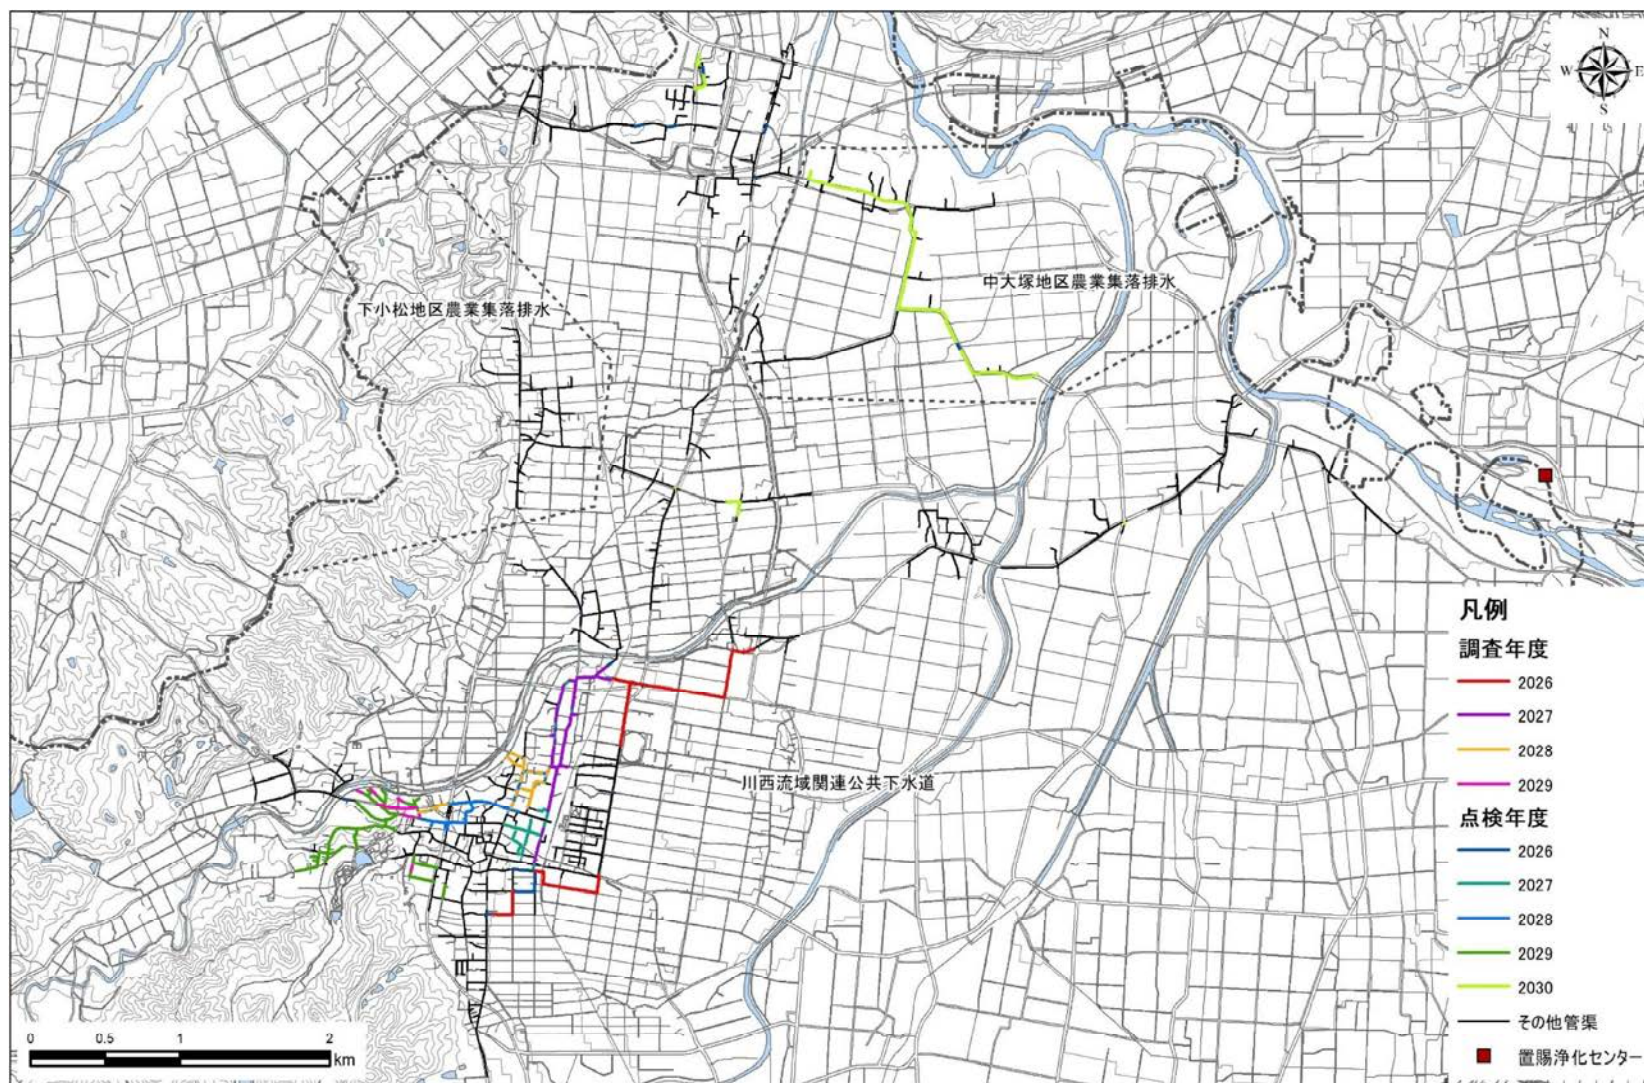 N
W E
S
下小松地区農業集落排水
中大塚地区農業集落排水
川西流域関連公共下水道
凡例
調査年度
2026
2027
2028
2029
点検年度
2026
2027
2028
2029
2030
その他管渠
置賜浄化センター
0 0.5 1 2
km